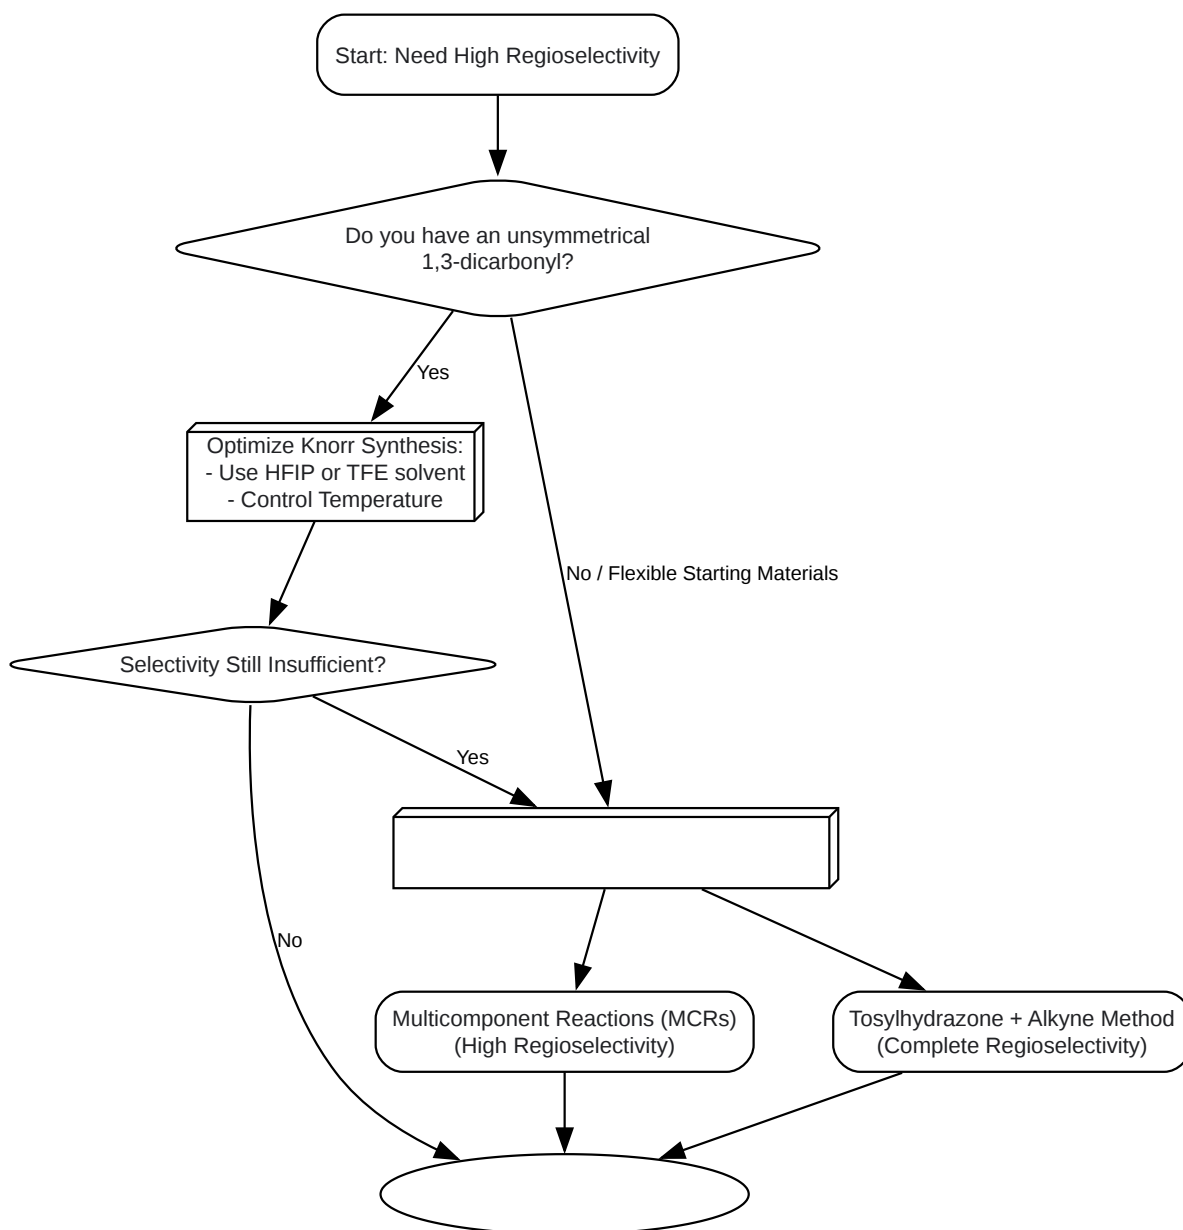 Start: Need High Regioselectivity
Do you have an unsymmetrical
1,3-dicarbonyl?
Yes
Optimize Knorr Synthesis:
- Use HFIP or TFE solvent
- Control Temperature
No / Flexible Starting Materials
Selectivity Still Insufficient?
Yes
No
Multicomponent Reactions (MCRs)
(High Regioselectivity)
Tosylhydrazone + Alkyne Method
(Complete Regioselectivity)